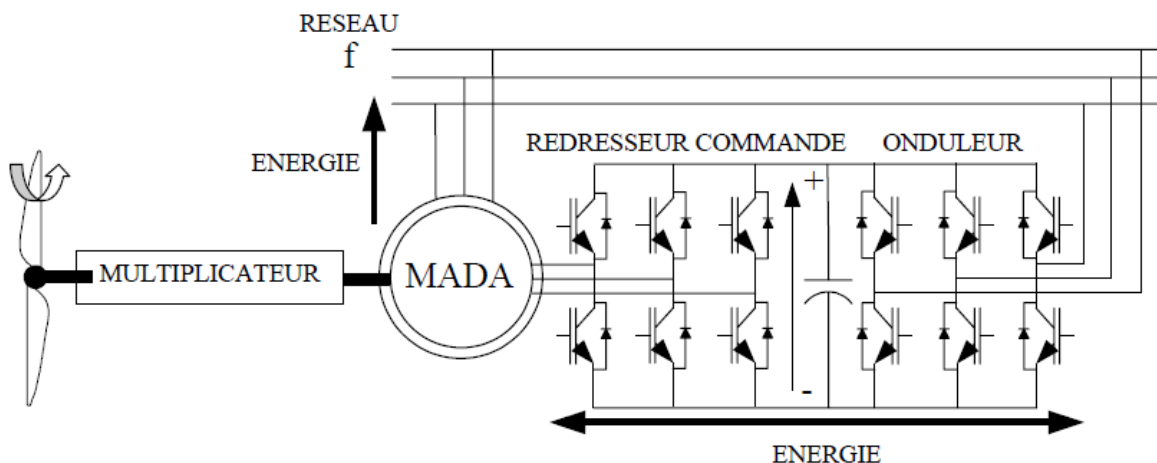 RESEAU
f
ENERGIE
REDRESSEUR COMMANDE
ONDULEUR
+
MULTIPLICATEUR
MADA
-
ENERGIE